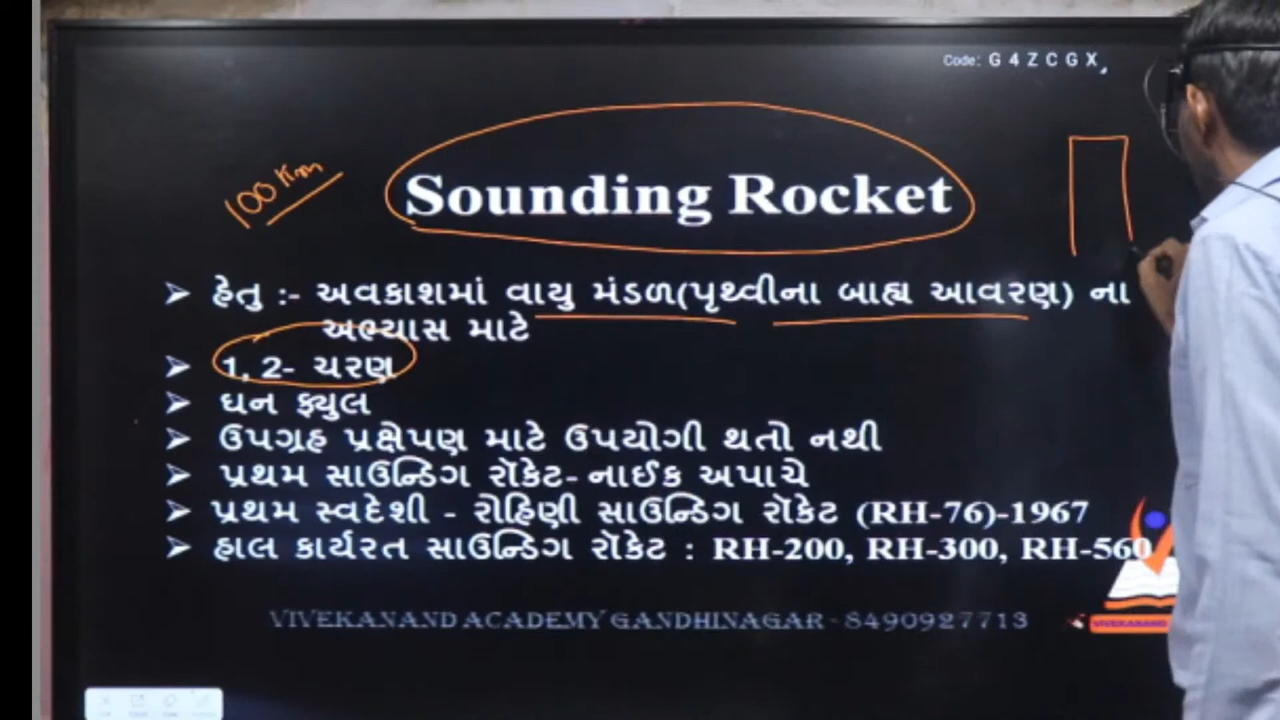 Code: G4ZCGX
100 Km
Sounding Rocket
➤ હેતુ :- અવકાશમાં વાયુ મંડળ(પૃથ્વીના બાહ્ય આવરણ) ના
અભ્યાસ માટે
➤ 1, 2- ચરણ
➤ ઘન ફ્યુલ
➤ ઉપગ્રહ પ્રક્ષેપણ માટે ઉપયોગી થતો નથી
➤ પ્રથમ સાઉન્ડિગ રૉકેટ- નાઈક અપાચે
➤ પ્રથમ સ્વદેશી - રોહિણી સાઉન્ડિગ રૉકેટ (RH-76)-1967
➤ હાલ કાર્યરત સાઉન્ડિગ રૉકેટ : RH-200, RH-300, RH-560
VIVEKANAND ACADEMY GANDHINAGAR - 8490927713
VIVEKANAND